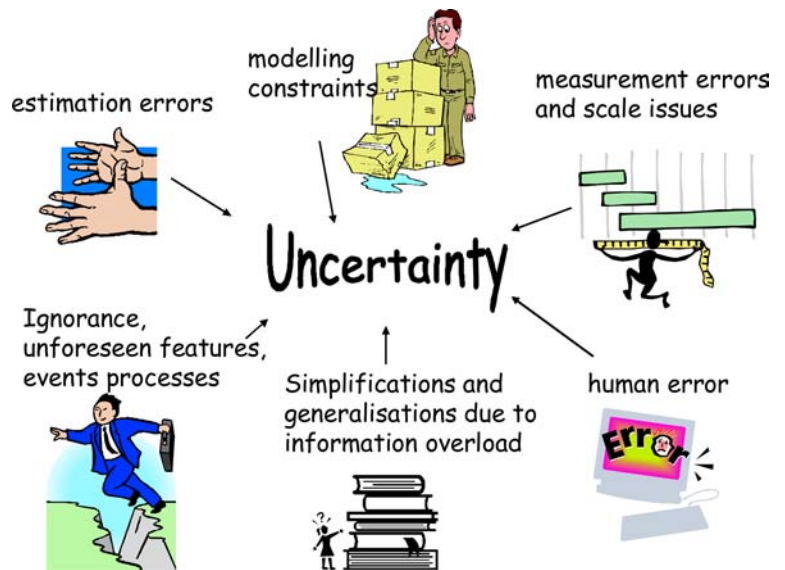 modelling
constraints
estimation errors
measurement errors
and scale issues
Uncertainty
Ignorance,
unforeseen features,
events processes
Simplifications and
generalisations due to
information overload
human error
Error
?